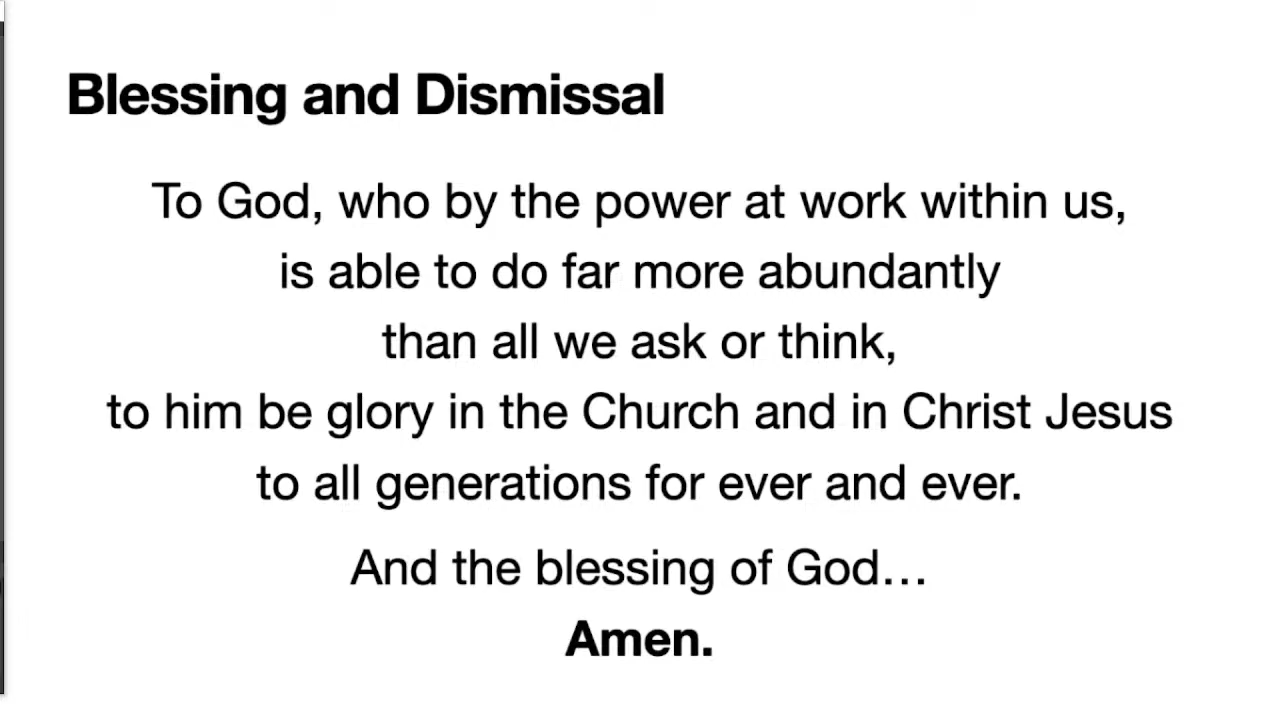 Blessing and Dismissal
To God, who by the power at work within us,
is able to do far more abundantly
than all we ask or think,
to him be glory in the Church and in Christ Jesus
to all generations for ever and ever.
And the blessing of God…
Amen.